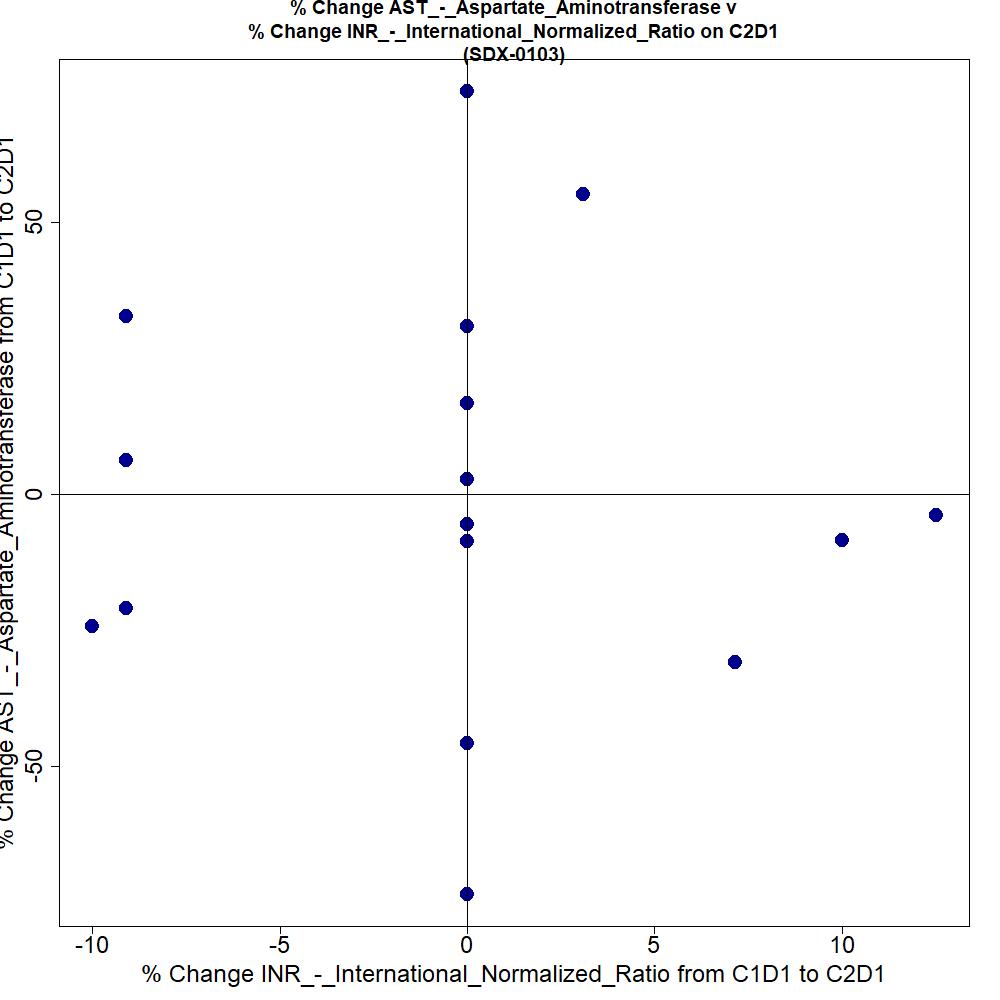 % Change AST_-_Aspartate_Aminotransferase v
% Change INR_-_International_Normalized_Ratio on C2D1
(SDX-0103)
% Change AST_-_Aspartate_Aminotransferase from C1D1 to C2D1
50
0
-50
-10
-5
0
5
10
% Change INR_-_International_Normalized_Ratio from C1D1 to C2D1